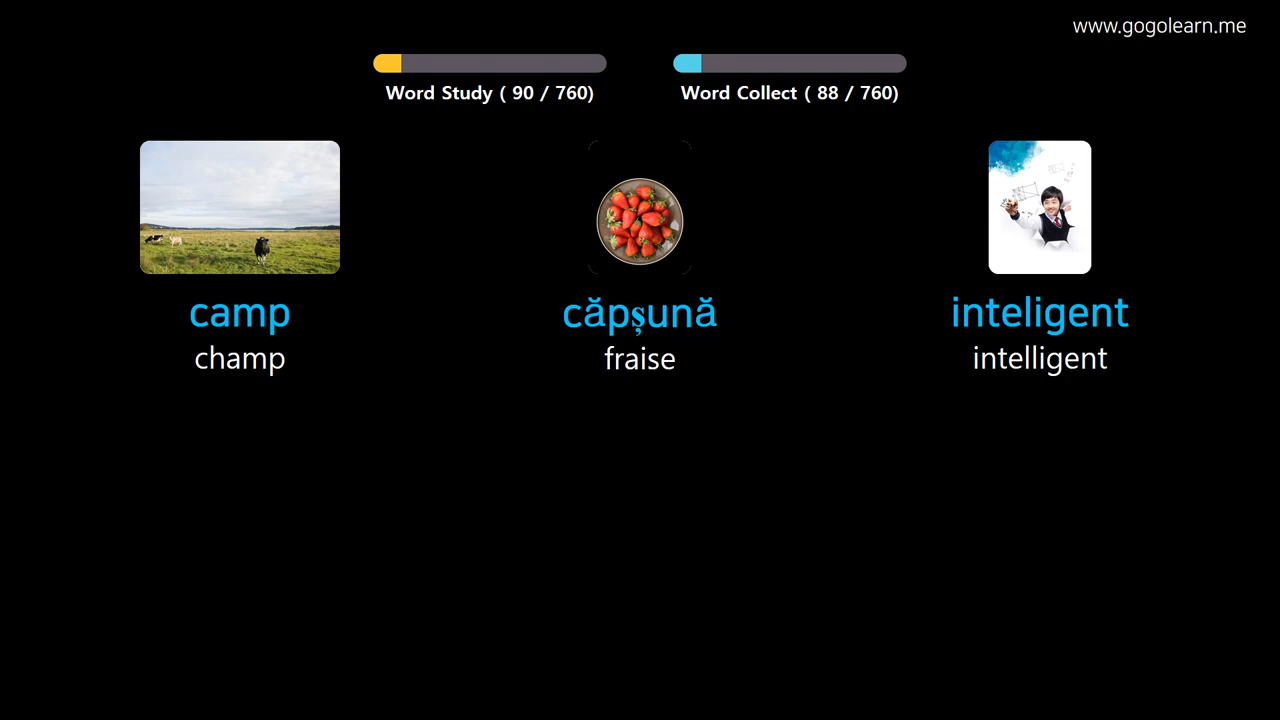 www.gogolearn.me
Word Study ( 90 / 760)
Word Collect ( 88 / 760)
camp
champ
căpșună
fraise
inteligent
intelligent